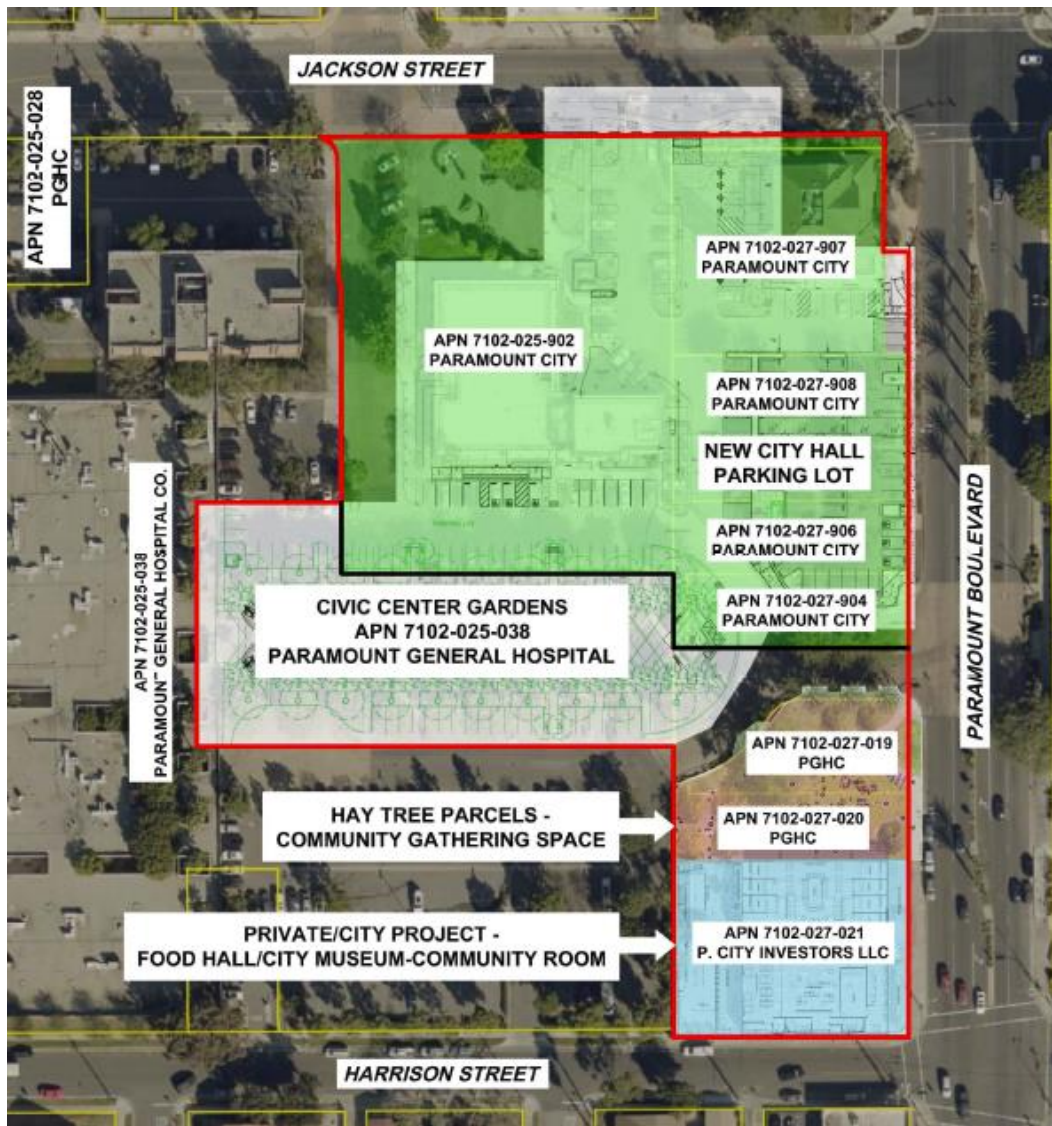 JACKSON STREET
APN 7102-025-028
PGHC
APN 7102-027-907
PARAMOUNT CITY
APN 7102-025-902
PARAMOUNT CITY
APN 7102-027-908
PARAMOUNT CITY
NEW CITY HALL
PARKING LOT
APN 7102-027-906
PARAMOUNT CITY
APN 7102-027-904
PARAMOUNT CITY
PARAMOUNT BOULEVARD
APN 7102-025-038
PARAMOUNT GENERAL HOSPITAL CO.
CIVIC CENTER GARDENS
APN 7102-025-038
PARAMOUNT GENERAL HOSPITAL
APN 7102-027-019
PGHC
HAY TREE PARCELS -
COMMUNITY GATHERING SPACE
APN 7102-027-020
PGHC
PRIVATE/CITY PROJECT -
FOOD HALL/CITY MUSEUM-COMMUNITY ROOM
APN 7102-027-021
P. CITY INVESTORS LLC
HARRISON STREET